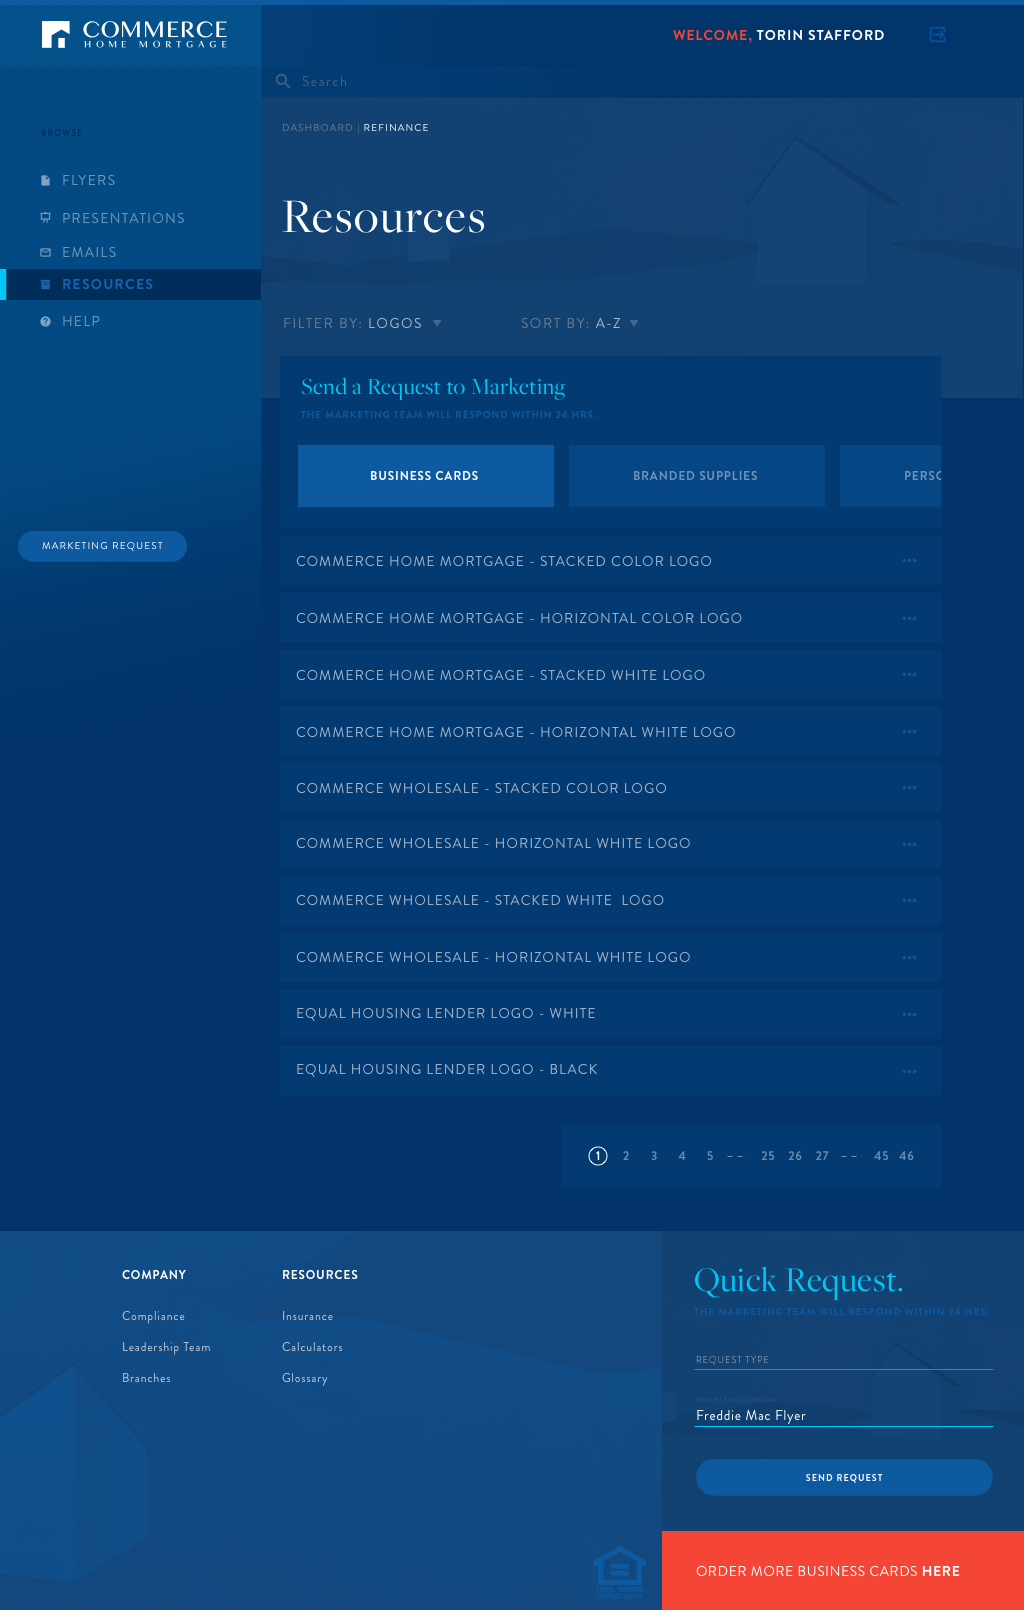 COMMERCE
HOME MORTGAGE
WELCOME, TORIN STAFFORD
Search
BROWSE
FLYERS
PRESENTATIONS
EMAILS
RESOURCES
HELP
MARKETING REQUEST
DASHBOARD | REFINANCE
Resources
FILTER BY: LOGOS
SORT BY: A-Z
Send a Request to Marketing
THE MARKETING TEAM WILL RESPOND WITHIN 24 HRS.
BUSINESS CARDS
BRANDED SUPPLIES
PERSO
COMMERCE HOME MORTGAGE - STACKED COLOR LOGO
COMMERCE HOME MORTGAGE - HORIZONTAL COLOR LOGO
COMMERCE HOME MORTGAGE - STACKED WHITE LOGO
COMMERCE HOME MORTGAGE - HORIZONTAL WHITE LOGO
COMMERCE WHOLESALE - STACKED COLOR LOGO
COMMERCE WHOLESALE - HORIZONTAL WHITE LOGO
COMMERCE WHOLESALE - STACKED WHITE  LOGO
COMMERCE WHOLESALE - HORIZONTAL WHITE LOGO
EQUAL HOUSING LENDER LOGO - WHITE
EQUAL HOUSING LENDER LOGO - BLACK
1 2 3 4 5 -- 25 26 27 -- 45 46
COMPANY
Compliance
Leadership Team
Branches
RESOURCES
Insurance
Calculators
Glossary
EQUAL HOUSING
OPPORTUNITY
Quick Request.
THE MARKETING TEAM WILL RESPOND WITHIN 24 HRS.
REQUEST TYPE
REQUEST DESCRIPTION
Freddie Mac Flyer
SEND REQUEST
ORDER MORE BUSINESS CARDS HERE